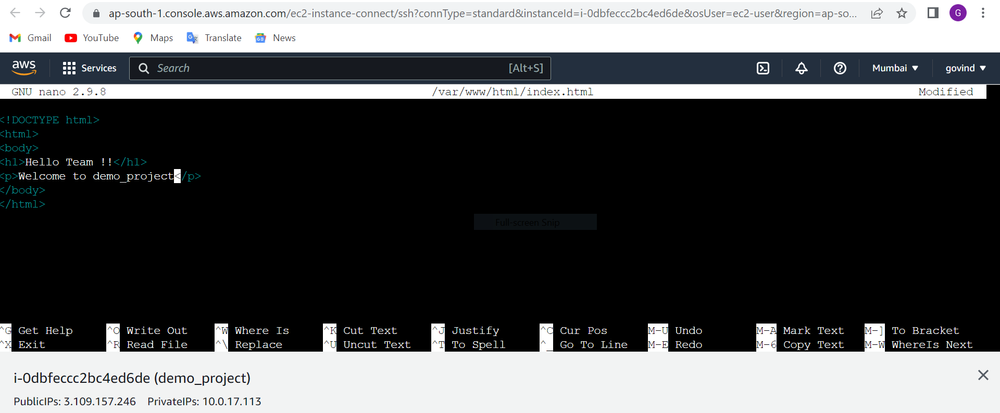 ap-south-1.console.aws.amazon.com/ec2-instance-connect/ssh?connType=standard&instanceId=i-0dbfeccc2bc4ed6de&osUser=ec2-user&region=ap-so... G
Gmail YouTube Maps Translate News
aws Services Search [Alt+S] Mumbai govind
GNU nano 2.9.8 /var/www/html/index.html Modified
<!DOCTYPE html>
<html>
<body>
<h1>Hello Team !!</h1>
<p>Welcome to demo_project</p>
</body>
</html>
Full-screen Snip
^G Get Help ^O Write Out ^W Where Is ^K Cut Text ^J Justify ^C Cur Pos M-U Undo M-A Mark Text M-] To Bracket
^X Exit ^R Read File ^\ Replace ^U Uncut Text ^T To Spell ^_ Go To Line M-E Redo M-6 Copy Text M-W WhereIs Next
i-0dbfeccc2bc4ed6de (demo_project)
PublicIPs: 3.109.157.246 PrivateIPs: 10.0.17.113